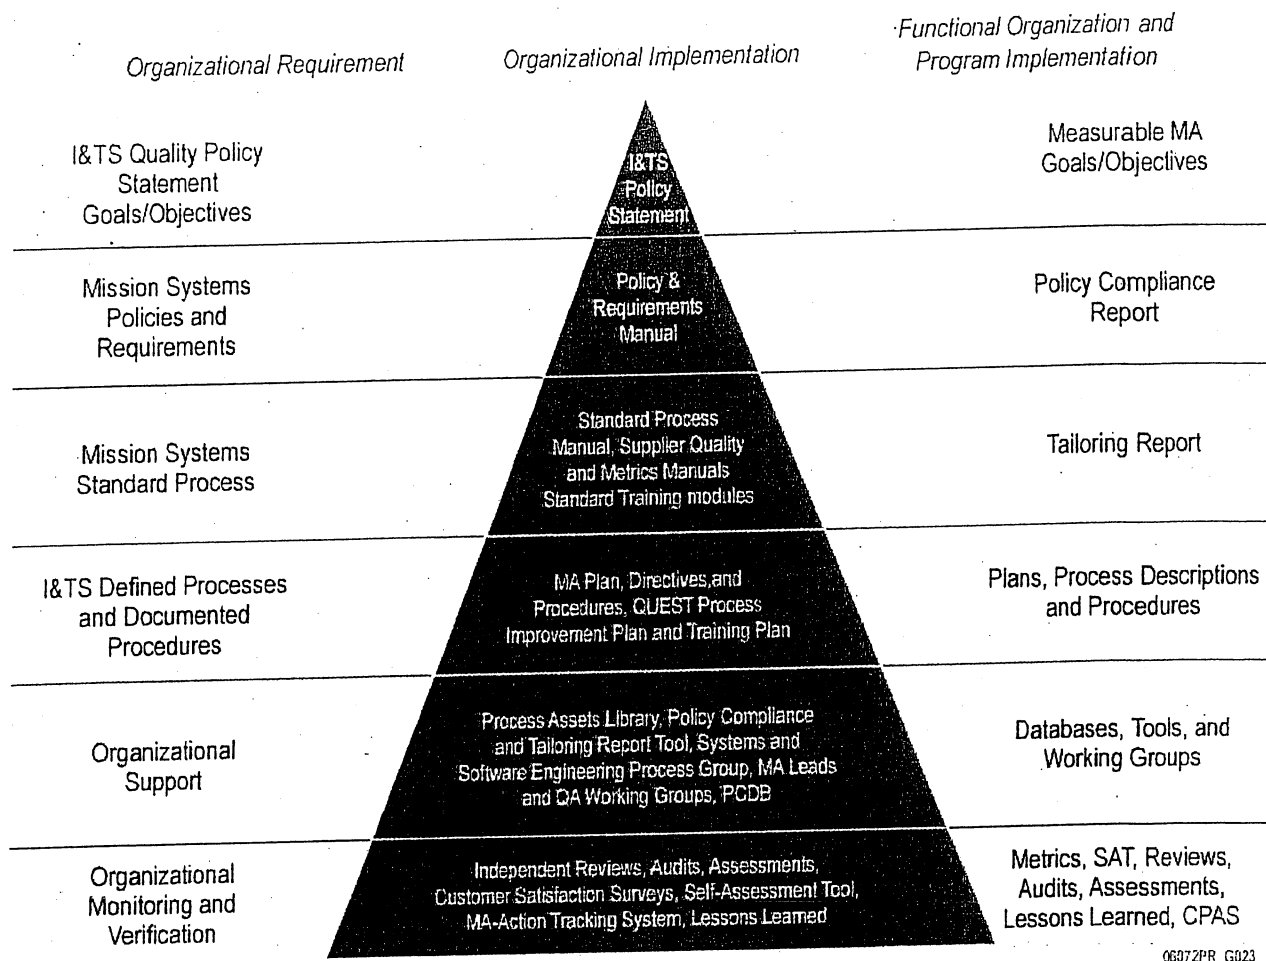 Organizational Requirement
Organizational Implementation
Functional Organization and
Program Implementation
I&TS Quality Policy
Statement
Goals/Objectives
I&TS
Policy
Statement
Measurable MA
Goals/Objectives
Mission Systems
Policies and
Requirements
Policy &
Requirements
Manual
Policy Compliance
Report
Mission Systems
Standard Process
Standard Process
Manual, Supplier Quality
and Metrics Manuals
Standard Training modules
Tailoring Report
I&TS Defined Processes
and Documented
Procedures
MA Plan, Directives, and
Procedures, QUEST Process
Improvement Plan and Training Plan
Plans, Process Descriptions
and Procedures
Organizational
Support
Process Assets Library, Policy Compliance
and Tailoring Report Tool, Systems and
Software Engineering Process Group, MA Leads
and QA Working Groups, PCDB
Databases, Tools, and
Working Groups
Organizational
Monitoring and
Verification
Independent Reviews, Audits, Assessments,
Customer Satisfaction Surveys, Self-Assessment Tool,
MA-Action Tracking System, Lessons Learned
Metrics, SAT, Reviews,
Audits, Assessments,
Lessons Learned, CPAS
06072PR_G023